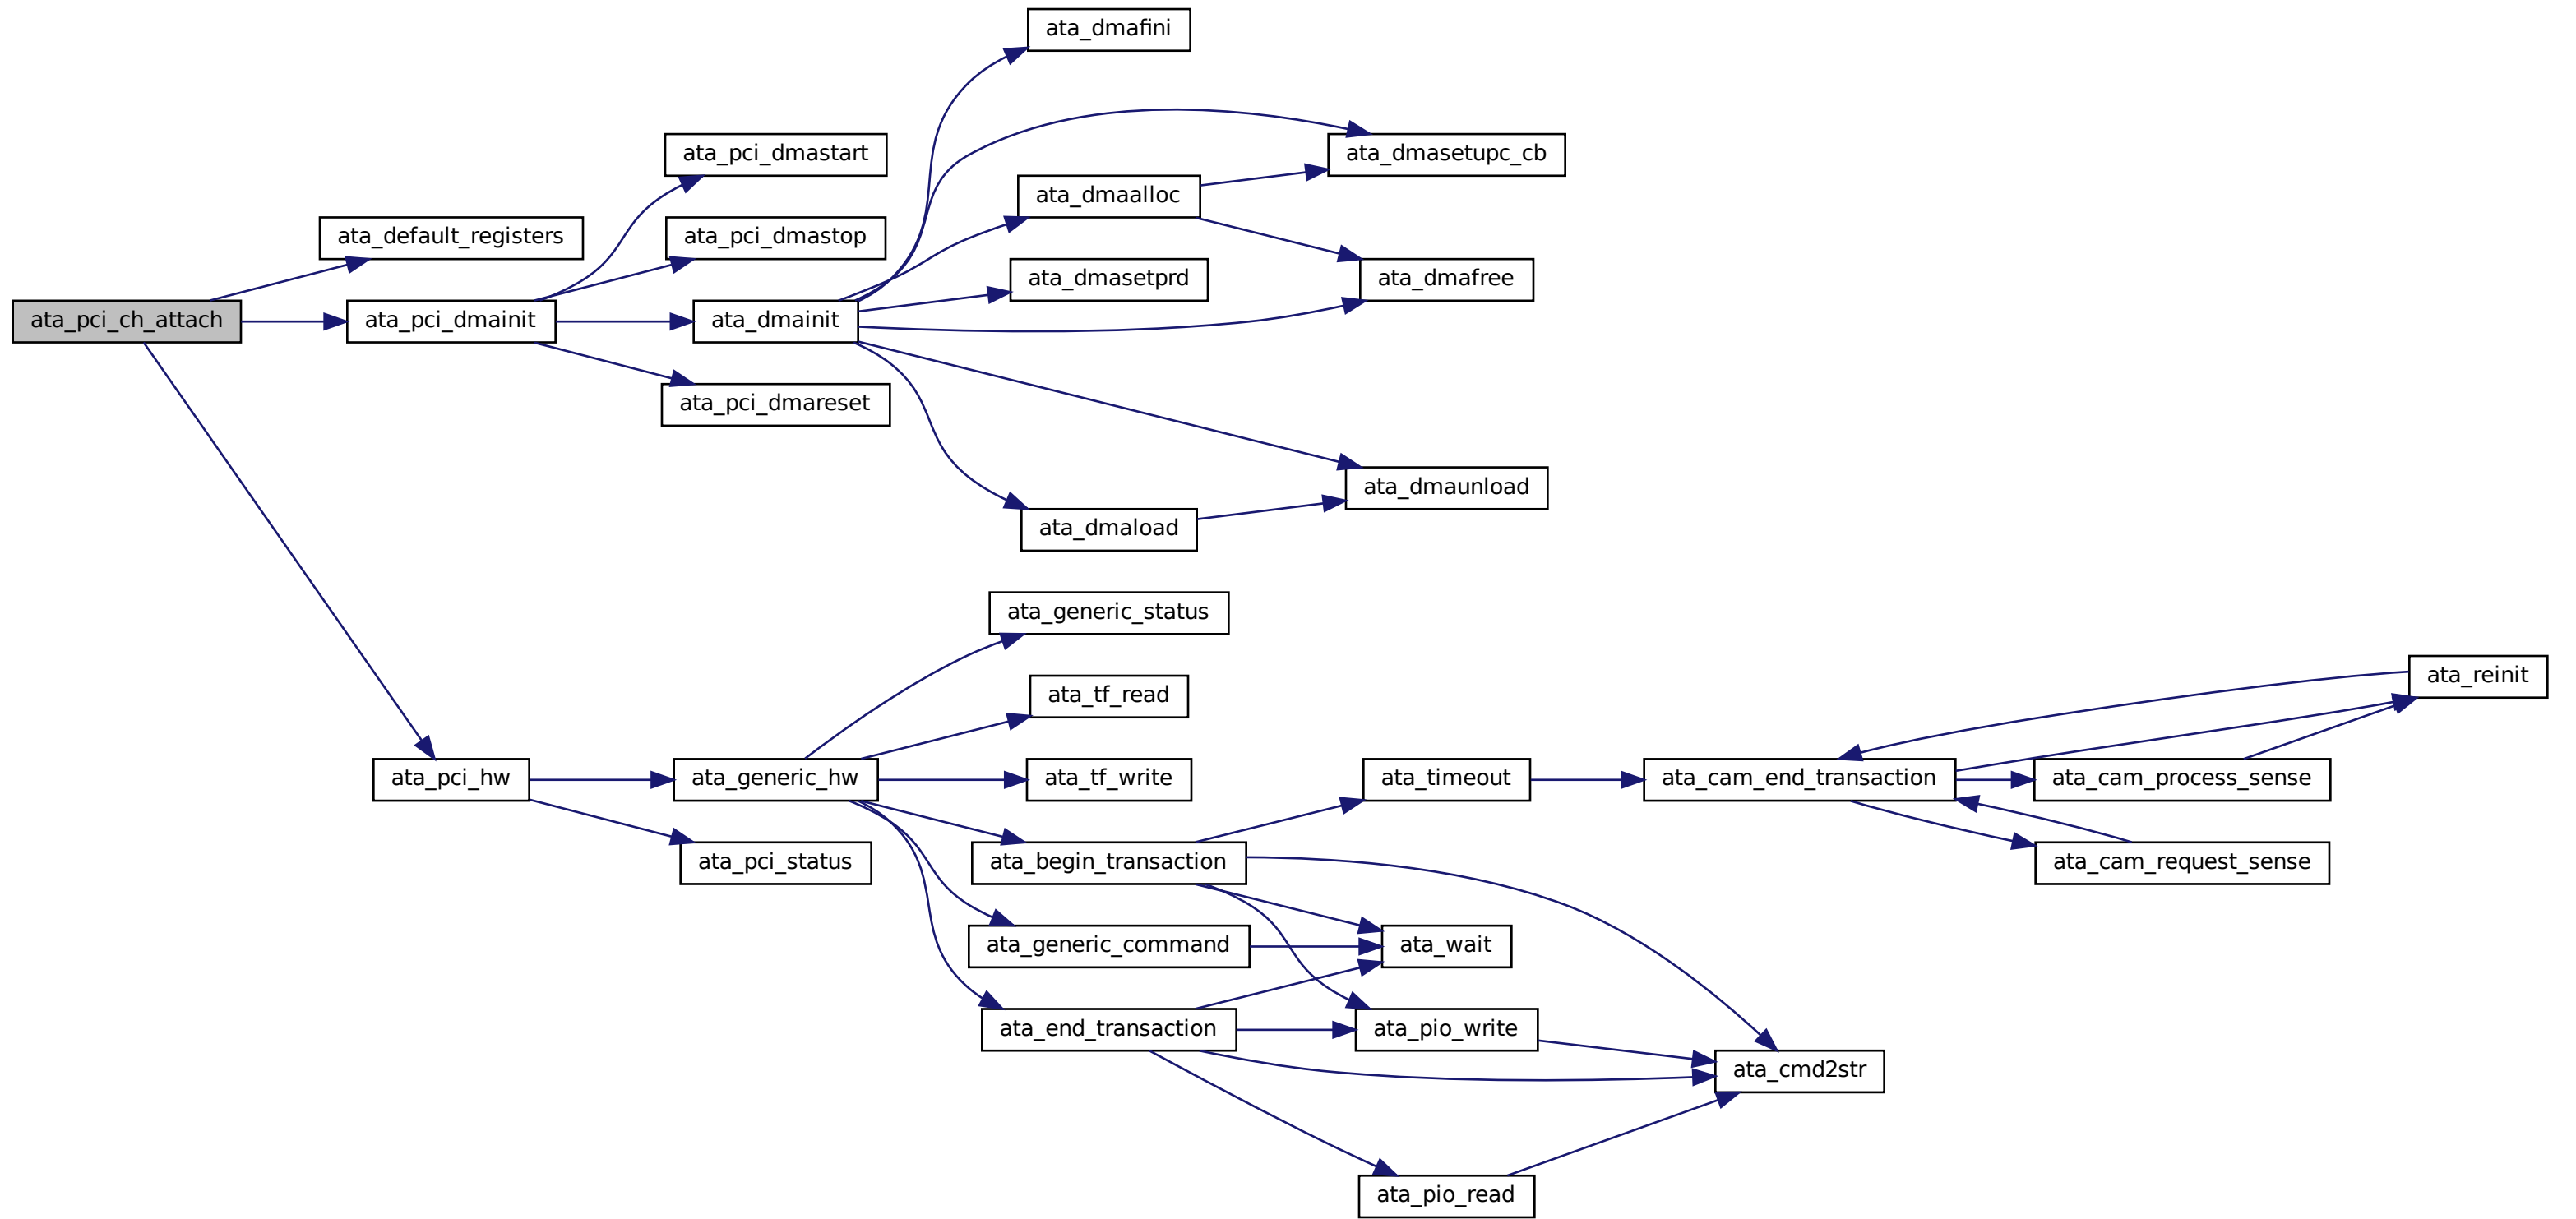 ata_dmafini
ata_pci_dmastart
ata_dmasetupc_cb
ata_dmaalloc
ata_default_registers
ata_pci_dmastop
ata_dmasetprd
ata_dmafree
ata_pci_ch_attach
ata_pci_dmainit
ata_dmainit
ata_pci_dmareset
ata_dmaunload
ata_dmaload
ata_generic_status
ata_reinit
ata_tf_read
ata_pci_hw
ata_generic_hw
ata_tf_write
ata_timeout
ata_cam_end_transaction
ata_cam_process_sense
ata_pci_status
ata_begin_transaction
ata_cam_request_sense
ata_generic_command
ata_wait
ata_end_transaction
ata_pio_write
ata_cmd2str
ata_pio_read